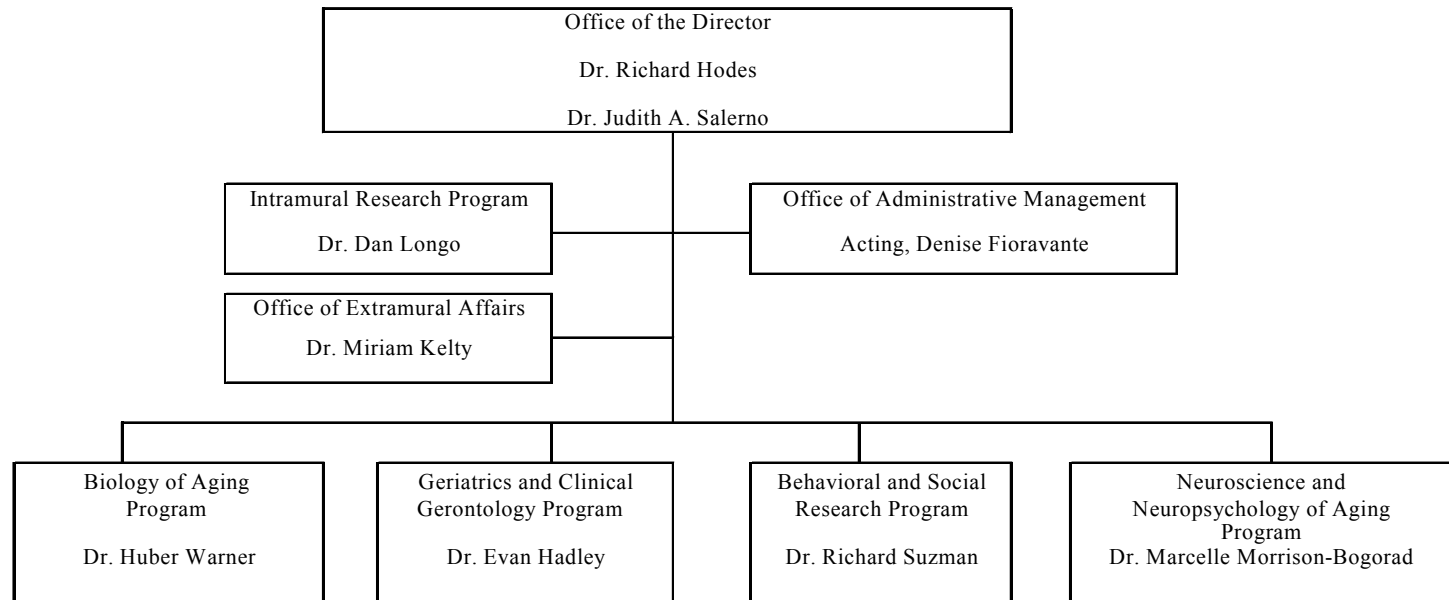 Office of the Director
Dr. Richard Hodes
Dr. Judith A. Salerno
Intramural Research Program
Dr. Dan Longo
Office of Administrative Management
Acting, Denise Fioravante
Office of Extramural Affairs
Dr. Miriam Kelty
Biology of Aging
Program
Dr. Huber Warner
Geriatrics and Clinical
Gerontology Program
Dr. Evan Hadley
Behavioral and Social
Research Program
Dr. Richard Suzman
Neuroscience and
Neuropsychology of Aging
Program
Dr. Marcelle Morrison-Bogorad